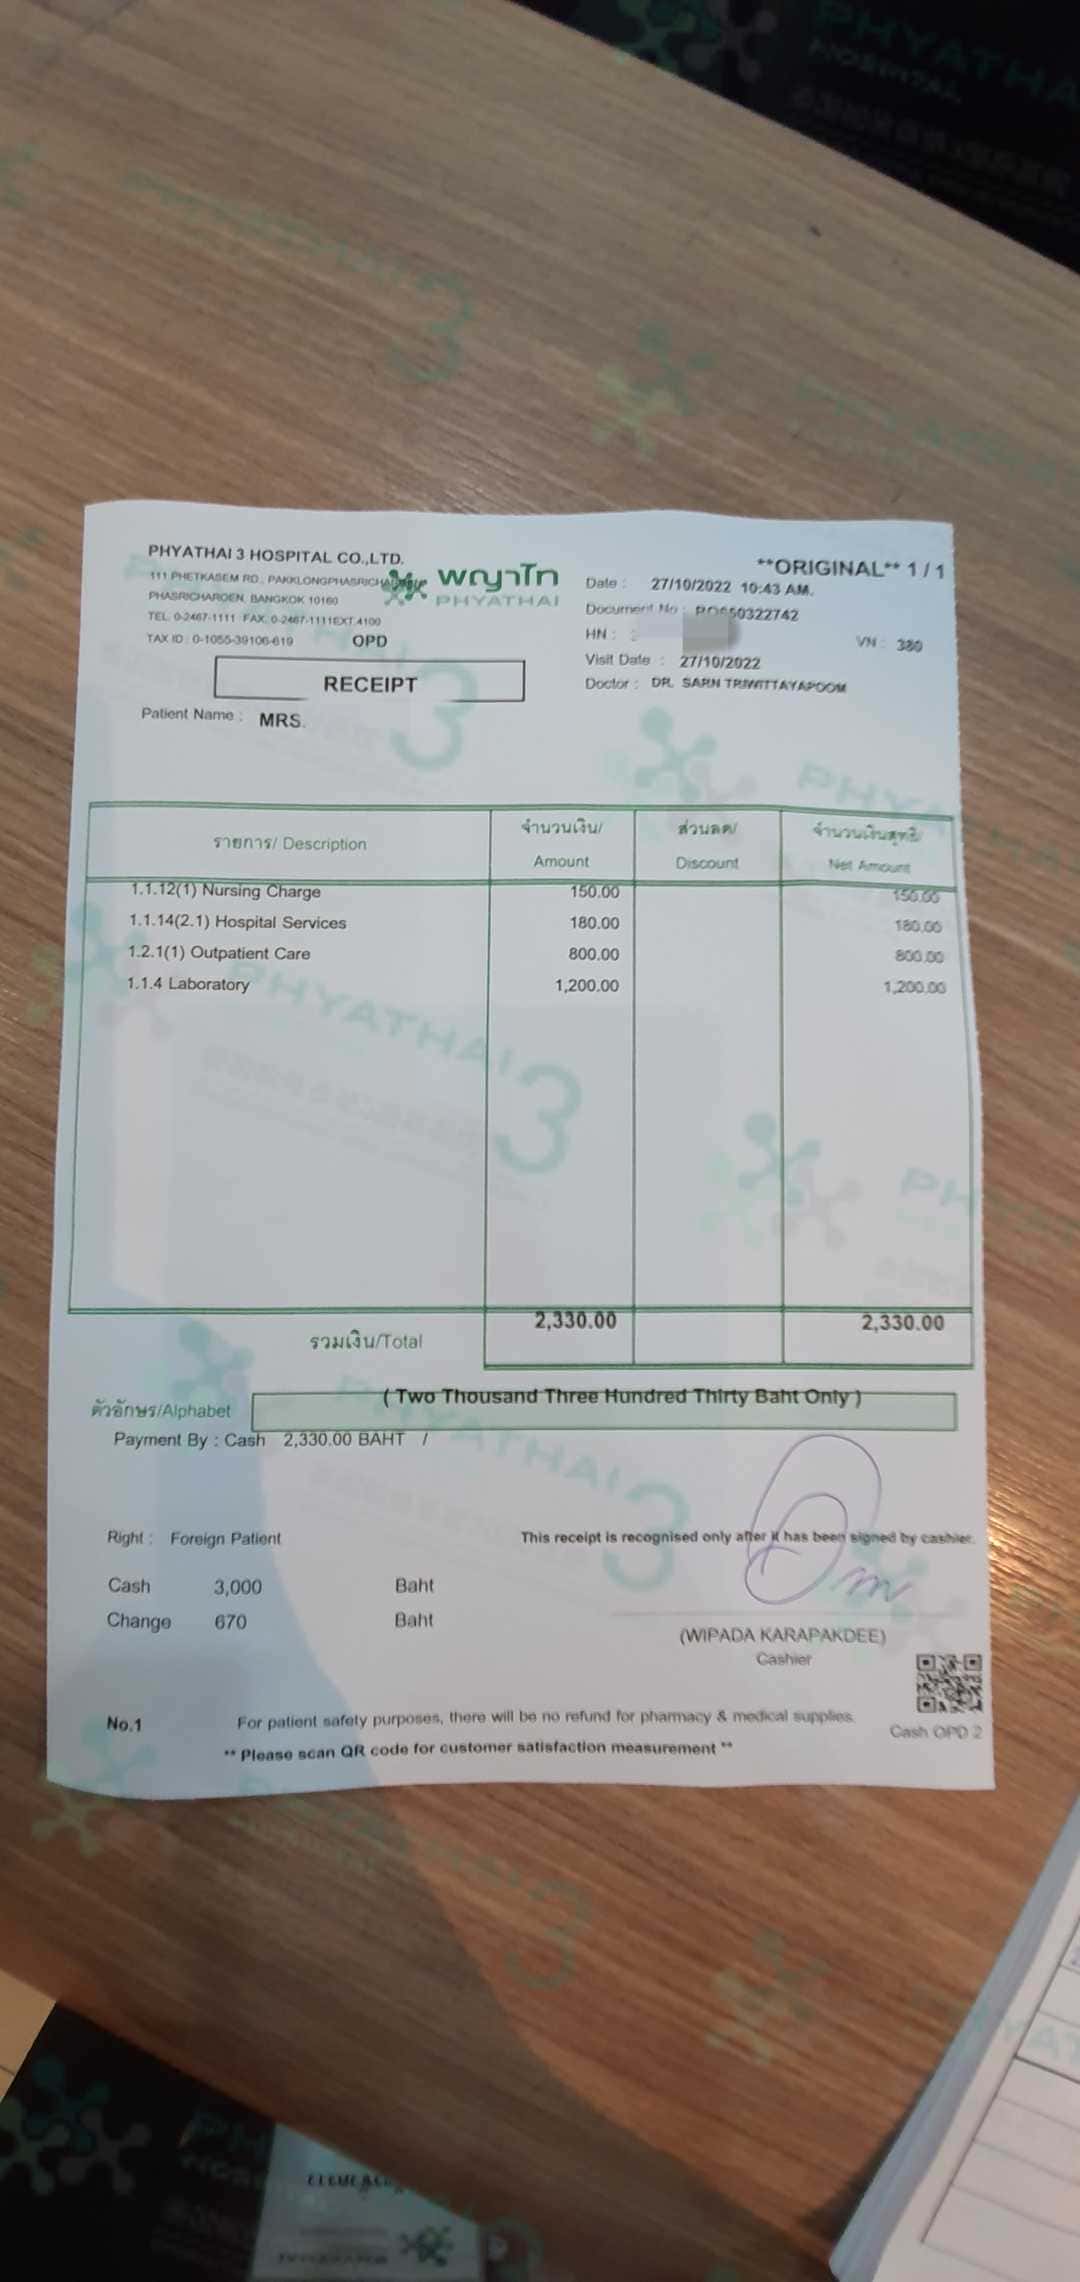 PHYATHAI 3 HOSPITAL CO.,LTD.
111 PHETKASEM RD., PAKKLONGPHASRICHAROEN
PHASRICHAROEN, BANGKOK 10160
TEL. 0-2467-1111 FAX. 0-2467-1111EXT.4100
TAX ID : 0-1055-39106-619
OPD
พญาไท
PHYATHAI
**ORIGINAL** 1 / 1
Date : 27/10/2022 10:43 AM.
Document No : RO650322742
HN :
VN : 380
Visit Date : 27/10/2022
Doctor : DR. SARN TRIWITTAYAPOOM
RECEIPT
Patient Name : MRS.
รายการ/ Description
จำนวนเงิน/ Amount
ส่วนลด/ Discount
จำนวนเงินสุทธิ/ Net Amount
1.1.12(1) Nursing Charge 150.00 150.00
1.1.14(2.1) Hospital Services 180.00 180.00
1.2.1(1) Outpatient Care 800.00 800.00
1.1.4 Laboratory 1,200.00 1,200.00
รวมเงิน/Total 2,330.00 2,330.00
ตัวอักษร/Alphabet ( Two Thousand Three Hundred Thirty Baht Only )
Payment By : Cash 2,330.00 BAHT /
Right : Foreign Patient
This receipt is recognised only after it has been signed by cashier.
Cash 3,000 Baht
Change 670 Baht
(WIPADA KARAPAKDEE)
Cashier
No.1
For patient safety purposes, there will be no refund for pharmacy & medical supplies.
Cash OPD 2
** Please scan QR code for customer satisfaction measurement **
PHYATHAI 3